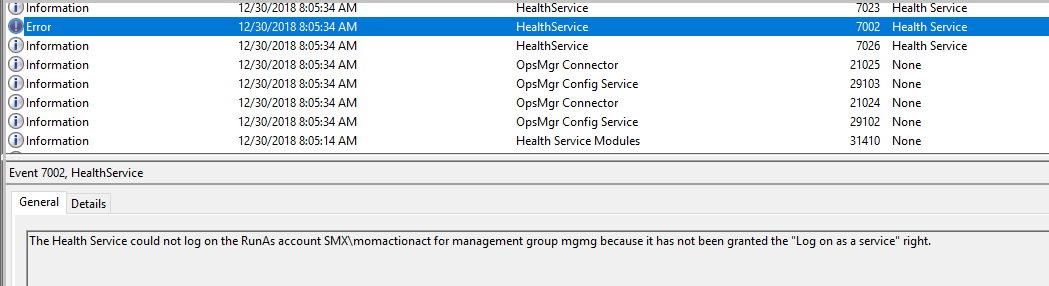 Information 12/30/2018 8:05:34 AM HealthService 7023 Health Service
Error 12/30/2018 8:05:34 AM HealthService 7002 Health Service
Information 12/30/2018 8:05:34 AM HealthService 7026 Health Service
Information 12/30/2018 8:05:34 AM OpsMgr Connector 21025 None
Information 12/30/2018 8:05:34 AM OpsMgr Config Service 29103 None
Information 12/30/2018 8:05:34 AM OpsMgr Connector 21024 None
Information 12/30/2018 8:05:34 AM OpsMgr Config Service 29102 None
Information 12/30/2018 8:05:14 AM Health Service Modules 31410 None
Event 7002, HealthService
General Details
The Health Service could not log on the RunAs account SMX\momactionact for management group mgmg because it has not been granted the "Log on as a service" right.